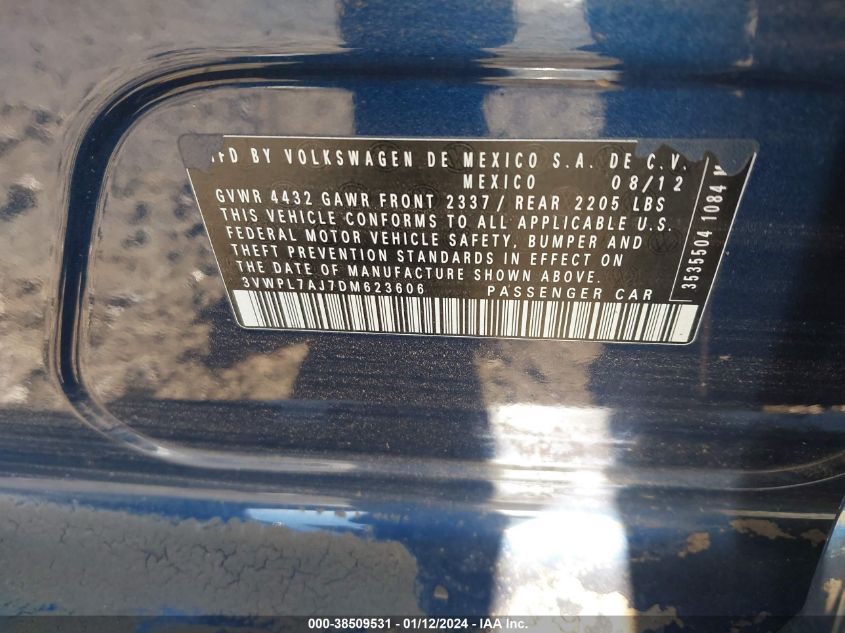 FD BY VOLKSWAGEN DE MEXICO S.A. DE C.V.
MEXICO 08/12
GVWR 4432 GAWR FRONT 2337 / REAR 2205 LBS
THIS VEHICLE CONFORMS TO ALL APPLICABLE U.S.
FEDERAL MOTOR VEHICLE SAFETY, BUMPER AND
THEFT PREVENTION STANDARDS IN EFFECT ON
THE DATE OF MANUFACTURE SHOWN ABOVE.
3VWPL7AJ7DM623606 PASSENGER CAR
3535504 1084 M
000-38509531 - 01/12/2024 - IAA Inc.